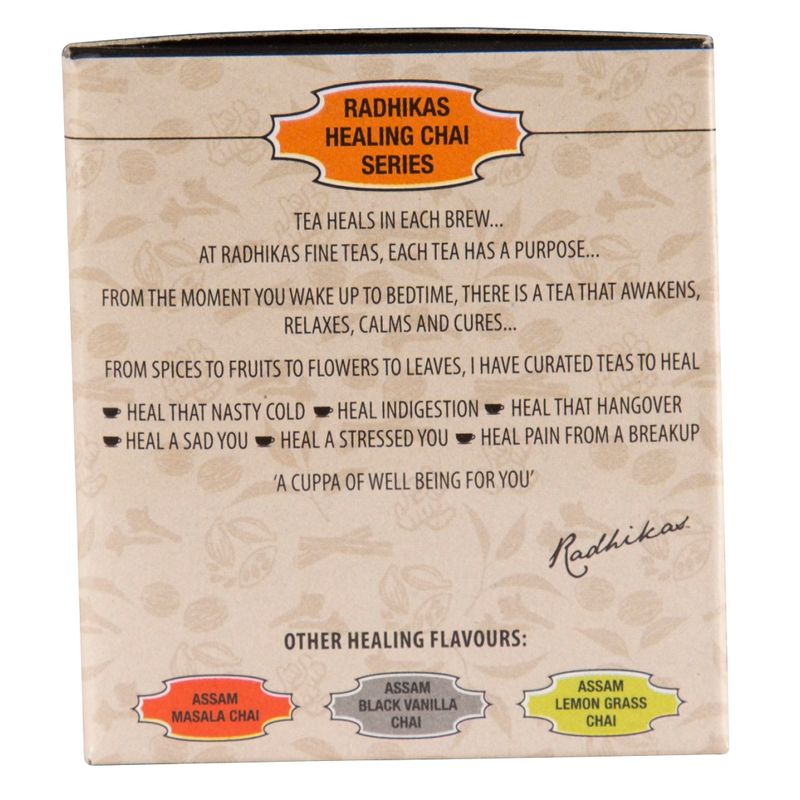 RADHIKAS
HEALING CHAI
SERIES
TEA HEALS IN EACH BREW...
AT RADHIKAS FINE TEAS, EACH TEA HAS A PURPOSE...
FROM THE MOMENT YOU WAKE UP TO BEDTIME, THERE IS A TEA THAT AWAKENS,
RELAXES, CALMS AND CURES...
FROM SPICES TO FRUITS TO FLOWERS TO LEAVES, I HAVE CURATED TEAS TO HEAL
HEAL THAT NASTY COLD HEAL INDIGESTION HEAL THAT HANGOVER
HEAL A SAD YOU HEAL A STRESSED YOU HEAL PAIN FROM A BREAKUP
'A CUPPA OF WELL BEING FOR YOU'
Radhikas
OTHER HEALING FLAVOURS:
ASSAM
MASALA CHAI
ASSAM
BLACK VANILLA
CHAI
ASSAM
LEMON GRASS
CHAI